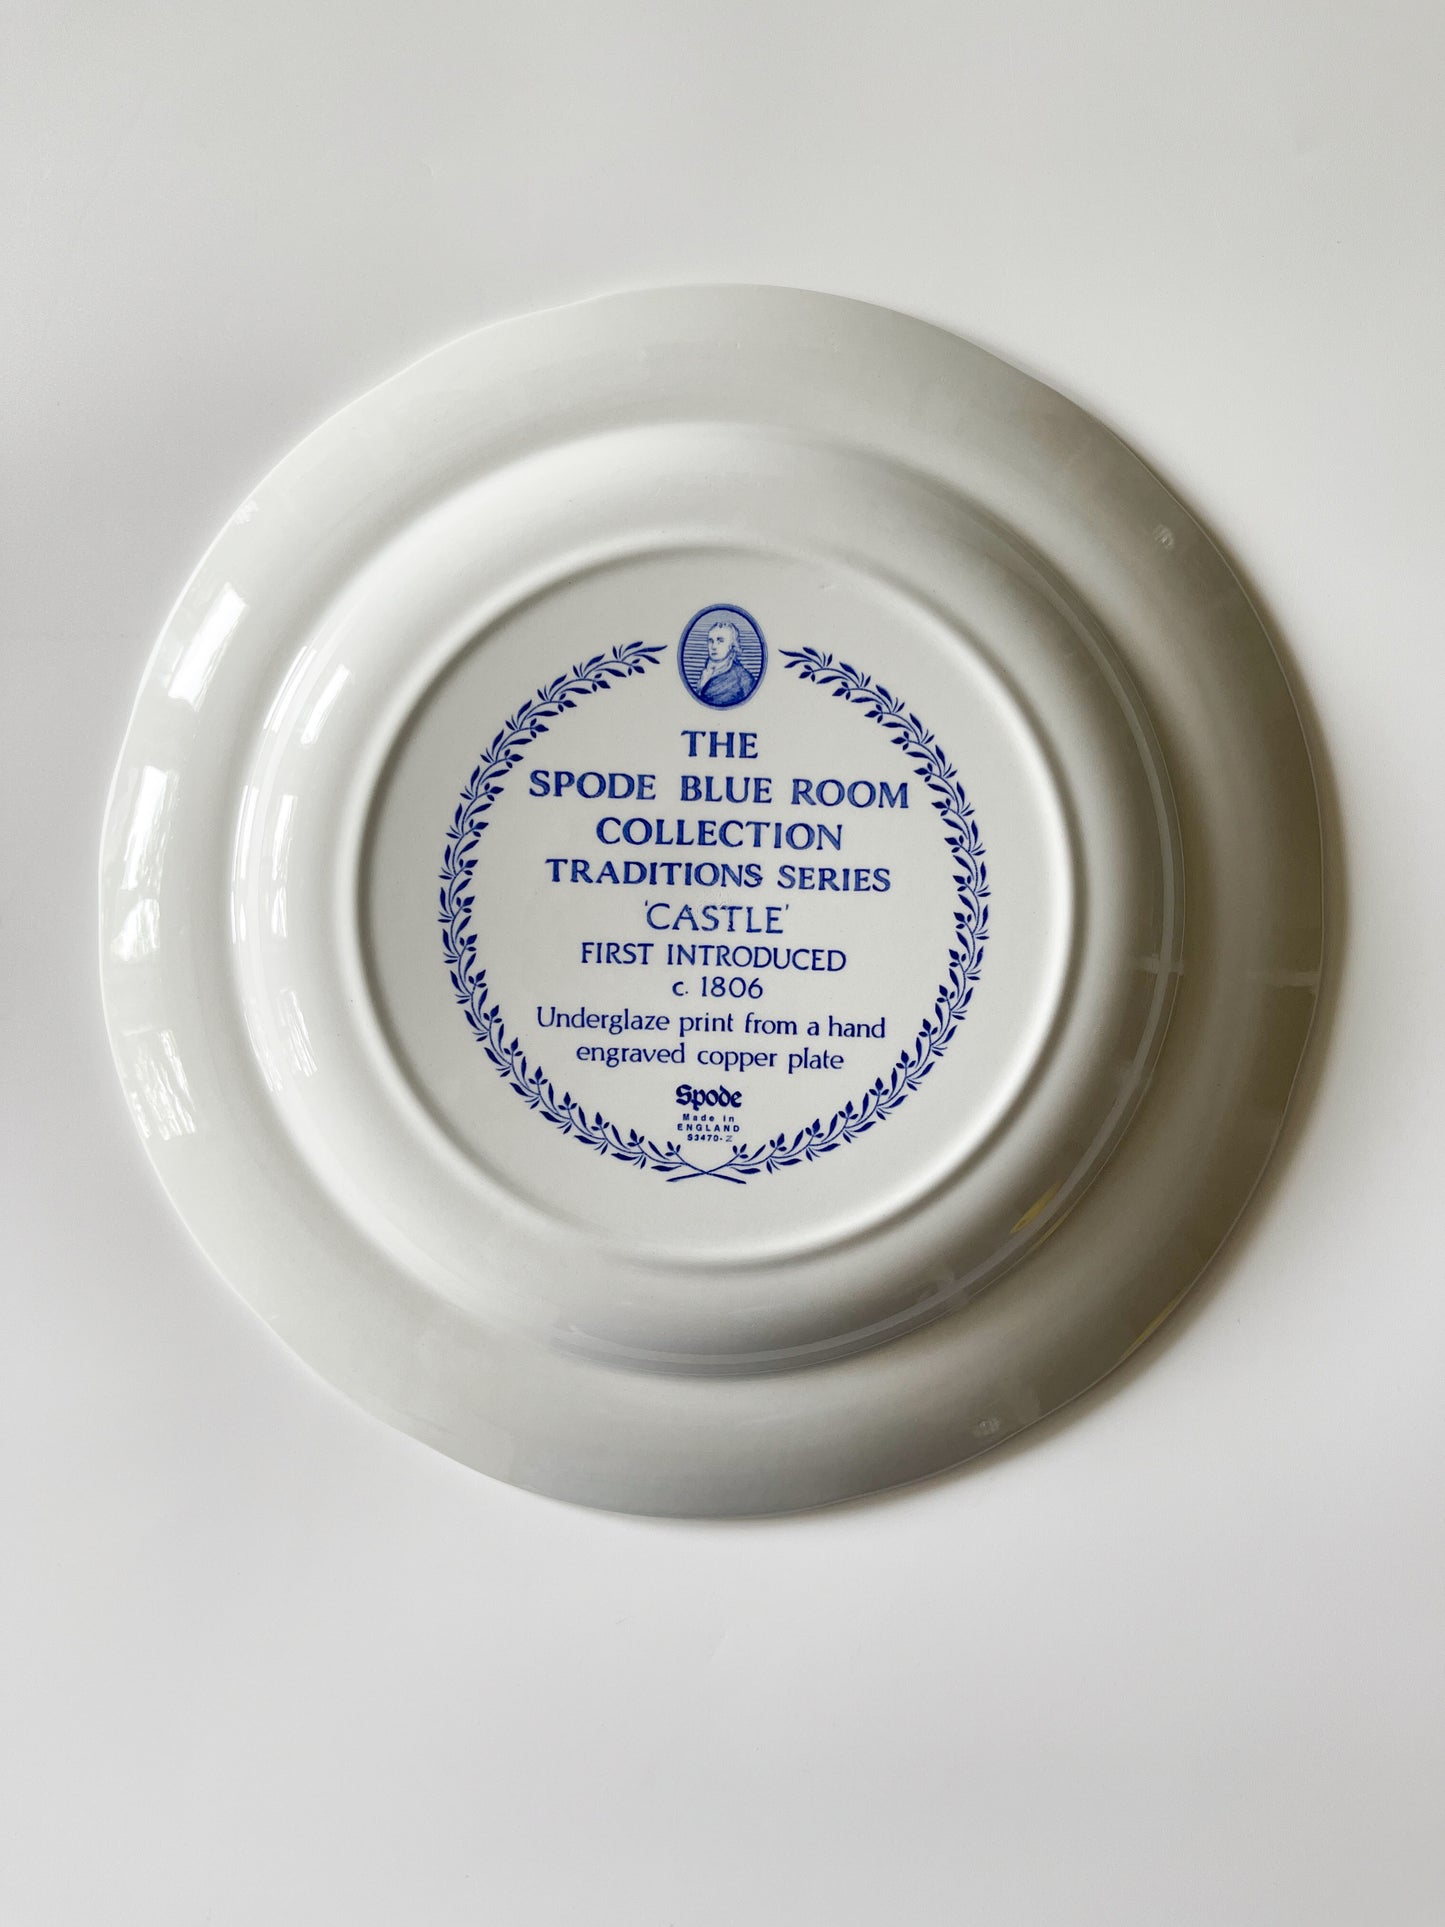 THE
SPODE BLUE ROOM
COLLECTION
TRADITIONS SERIES
'CASTLE'
FIRST INTRODUCED
c. 1806
Underglaze print from a hand
engraved copper plate
Spode
Made in
ENGLAND
S3470-Z